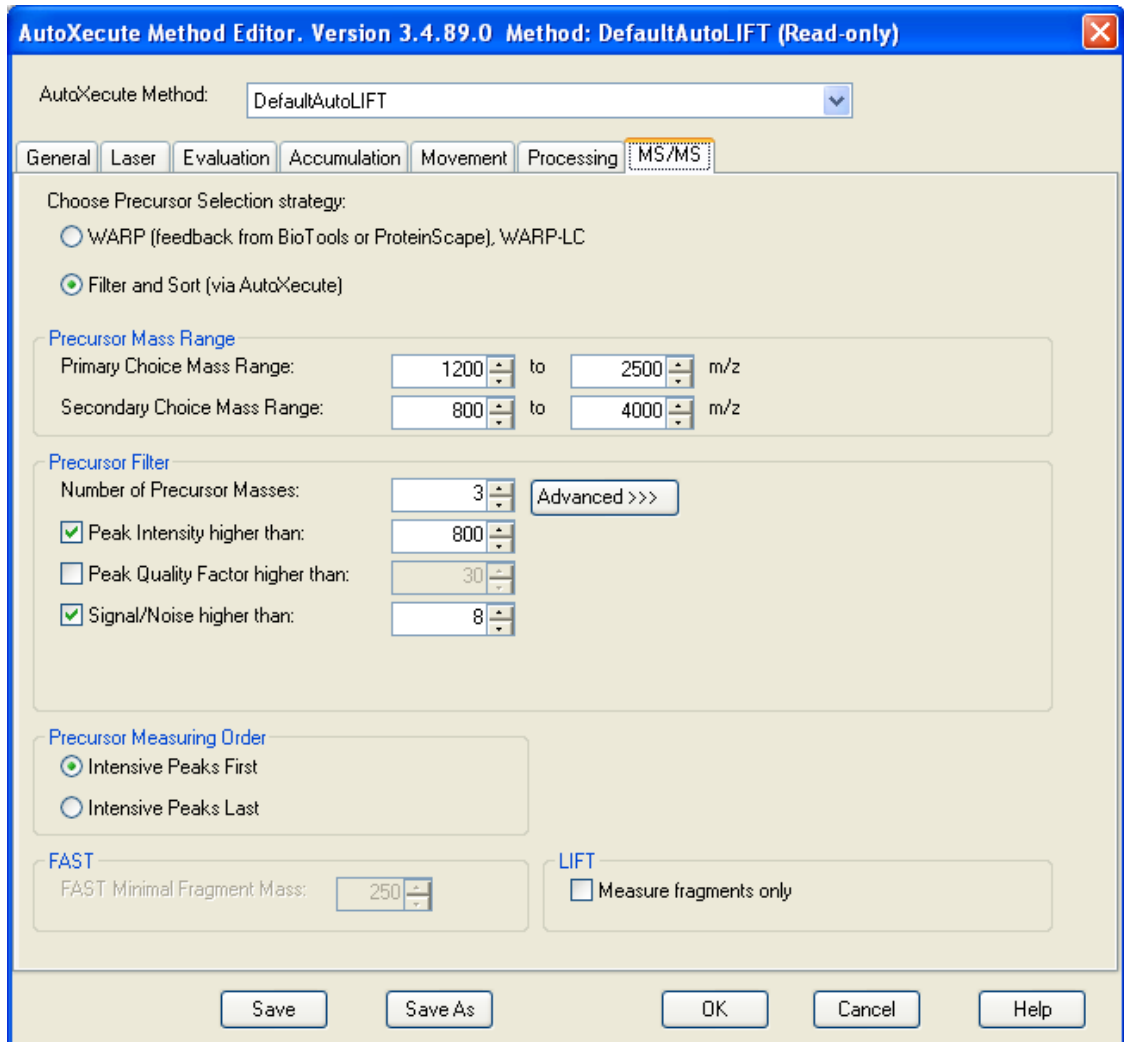 AutoXecute Method Editor. Version 3.4.89.0 Method: DefaultAutoLIFT (Read-only)
AutoXecute Method: DefaultAutoLIFT
General Laser Evaluation Accumulation Movement Processing MS/MS
Choose Precursor Selection strategy:
WARP (feedback from BioTools or ProteinScape), WARP-LC
Filter and Sort (via AutoXecute)
Precursor Mass Range
Primary Choice Mass Range: 1200 to 2500 m/z
Secondary Choice Mass Range: 800 to 4000 m/z
Precursor Filter
Number of Precursor Masses: 3 Advanced >>>
Peak Intensity higher than: 800
Peak Quality Factor higher than: 30
Signal/Noise higher than: 8
Precursor Measuring Order
Intensive Peaks First
Intensive Peaks Last
FAST LIFT
FAST Minimal Fragment Mass: 250 Measure fragments only
Save Save As OK Cancel Help